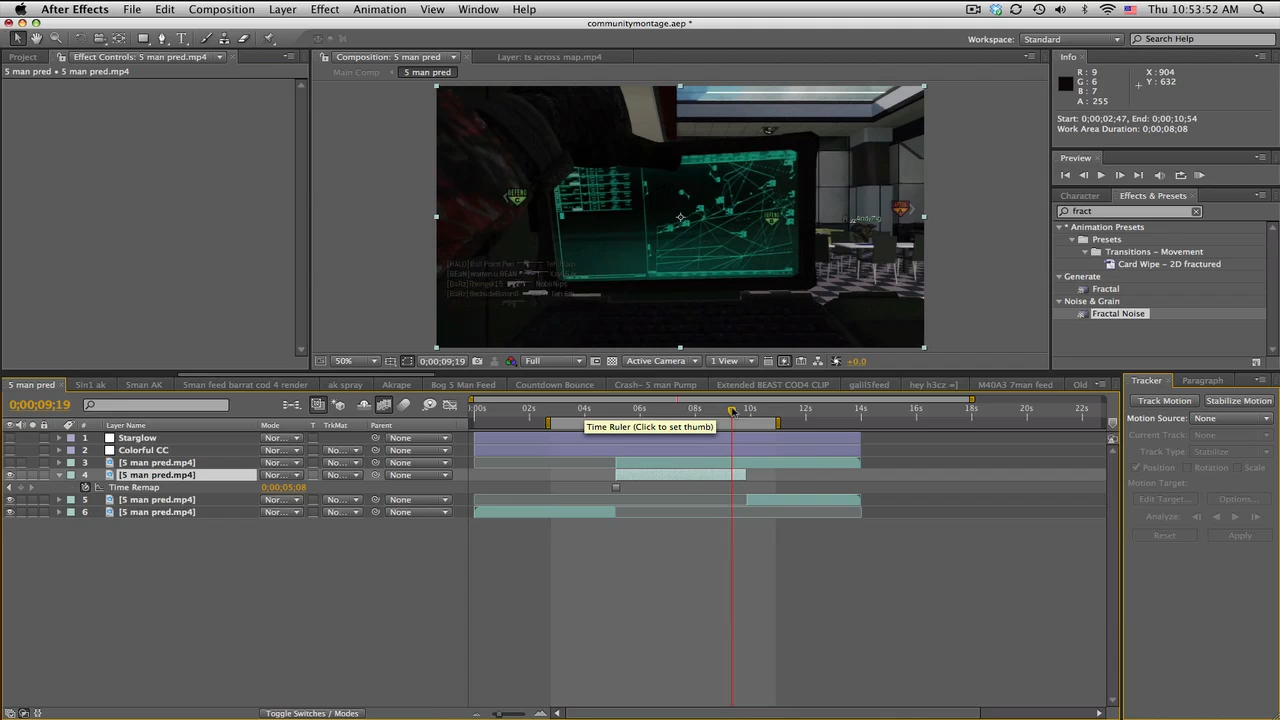 After Effects File Edit Composition Layer Effect Animation View Window Help Thu 10:53:52 AM
communitymontage.aep *
Workspace: Standard Search Help
Project Effect Controls: 5 man pred.mp4 Composition: 5 man pred Layer: ts across map.mp4 Info
5 man pred • 5 man pred.mp4 Main Comp 5 man pred
R : 9 X : 904
G : 6 Y : 632
B : 7
A : 255
Start: 0;00;02;47, End: 0;00;10;54
Work Area Duration: 0;00;08;08
Preview
Character Effects & Presets
fract
* Animation Presets
Presets
Transitions - Movement
Card Wipe - 2D fractured
Generate
Fractal
Noise & Grain
Fractal Noise
DEFEND
DEFEND
50% 0;00;09;19 Full Active Camera 1 View +0.0
5 man pred 5in1 ak 5man AK 5man feed barrat cod 4 render ak spray Akrape Bog 5 Man Feed Countdown Bounce Crash- 5 man Pump Extended BEAST COD4 CLIP galil5feed hey h3cz =] M40A3 7man feed Old
Tracker Paragraph
0;00;09;19
:00s 02s 04s 06s 08s 10s 12s 14s 16s 18s 20s 22s
Track Motion Stabilize Motion
Motion Source: None
Current Track: None
Track Type: Stabilize
Position Rotation Scale
Motion Target:
Edit Target... Options...
Analyze:
Reset Apply
# Layer Name Mode T TrkMat Parent
Time Ruler (Click to set thumb)
1 Starglow Nor... None
2 Colorful CC Nor... No... None
3 [5 man pred.mp4] Nor... No... None
4 [5 man pred.mp4] Nor... No... None
Time Remap 0;00;05;08
5 [5 man pred.mp4] Nor... No... None
6 [5 man pred.mp4] Nor... No... None
Toggle Switches / Modes